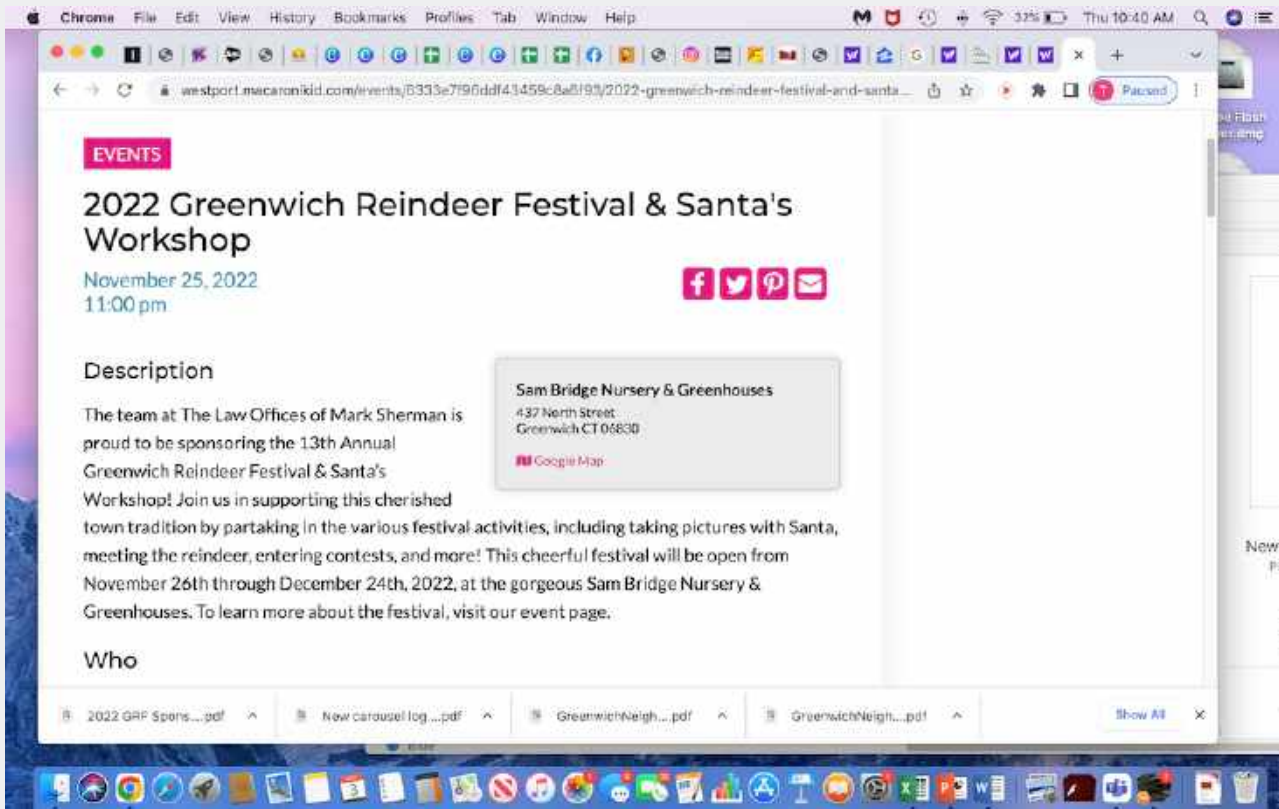 Chrome File Edit View History Bookmarks Profiles Tab Window Help
32% Thu 10:40 AM
westport.macaronikid.com/events/
Paused
EVENTS
2022 Greenwich Reindeer Festival & Santa's
Workshop
November 25, 2022
11:00 pm
Description
The team at The Law Offices of Mark Sherman is
proud to be sponsoring the 13th Annual
Greenwich Reindeer Festival & Santa's
Workshop! Join us in supporting this cherished
town tradition by partaking in the various festival activities, including taking pictures with Santa,
meeting the reindeer, entering contests, and more! This cheerful festival will be open from
November 26th through December 24th, 2022, at the gorgeous Sam Bridge Nursery &
Greenhouses. To learn more about the festival, visit our event page.
Sam Bridge Nursery & Greenhouses
437 North Street
Greenwich CT 06830
Google Map
Who
New
2022 GRF Spons....pdf
New carousel log....pdf
GreenwichNeigh....pdf
GreenwichNeigh....pdf
Show All